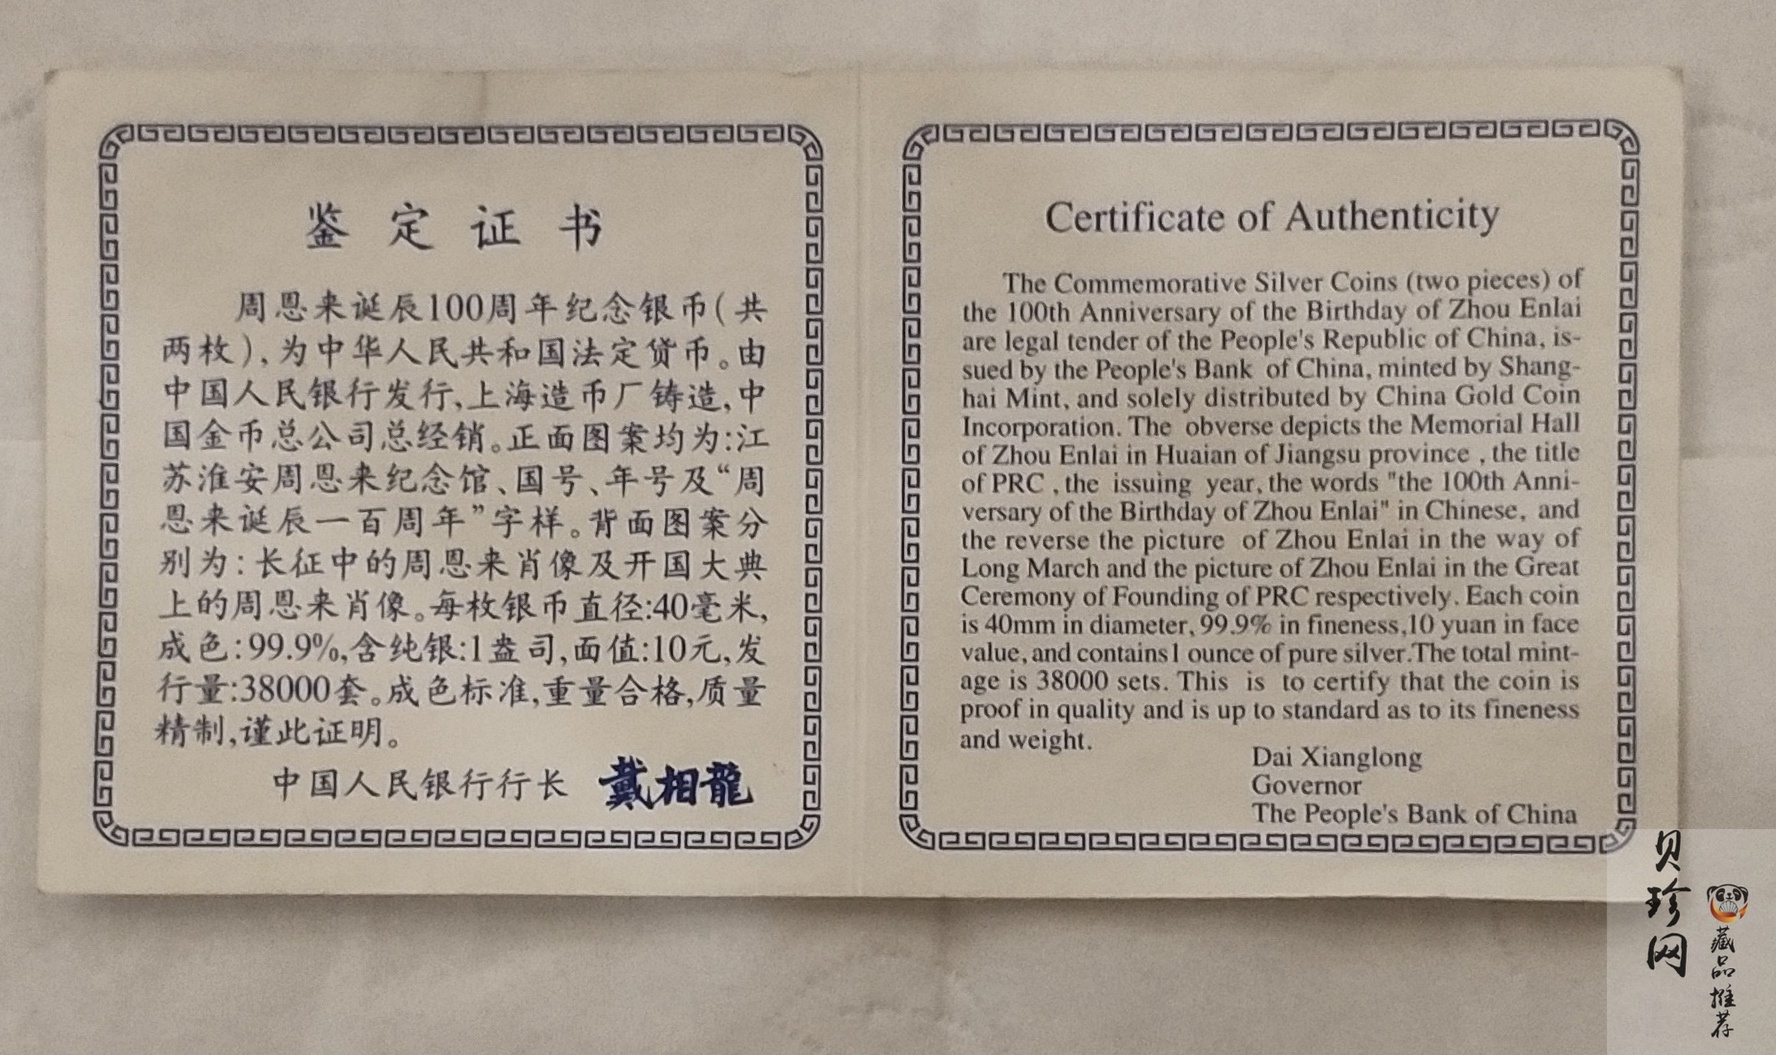 鉴定证书
周恩来诞辰100周年纪念银币(共
两枚),为中华人民共和国法定货币。由
中国人民银行发行,上海造币厂铸造,中
国金币总公司总经销。正面图案均为:江
苏淮安周恩来纪念馆、国号、年号及“周
恩来诞辰一百周年”字样。背面图案分
别为:长征中的周恩来肖像及开国大典
上的周恩来肖像。每枚银币直径:40毫米,
成色:99.9%,含纯银:1盎司,面值:10元,发
行量:38000套。成色标准,重量合格,质量
精制,谨此证明。
中国人民银行行长 戴相龍
Certificate of Authenticity
The Commemorative Silver Coins (two pieces) of
the 100th Anniversary of the Birthday of Zhou Enlai
are legal tender of the People's Republic of China, is-
sued by the People's Bank of China, minted by Shang-
hai Mint, and solely distributed by China Gold Coin
Incorporation. The obverse depicts the Memorial Hall
of Zhou Enlai in Huaian of Jiangsu province , the title
of PRC , the issuing year, the words "the 100th Anni-
versary of the Birthday of Zhou Enlai" in Chinese, and
the reverse the picture of Zhou Enlai in the way of
Long March and the picture of Zhou Enlai in the Great
Ceremony of Founding of PRC respectively. Each coin
is 40mm in diameter, 99.9% in fineness,10 yuan in face
value, and contains1 ounce of pure silver.The total mint-
age is 38000 sets. This is to certify that the coin is
proof in quality and is up to standard as to its fineness
and weight.
Dai Xianglong
Governor
The People's Bank of China
贝珍网
藏品推荐